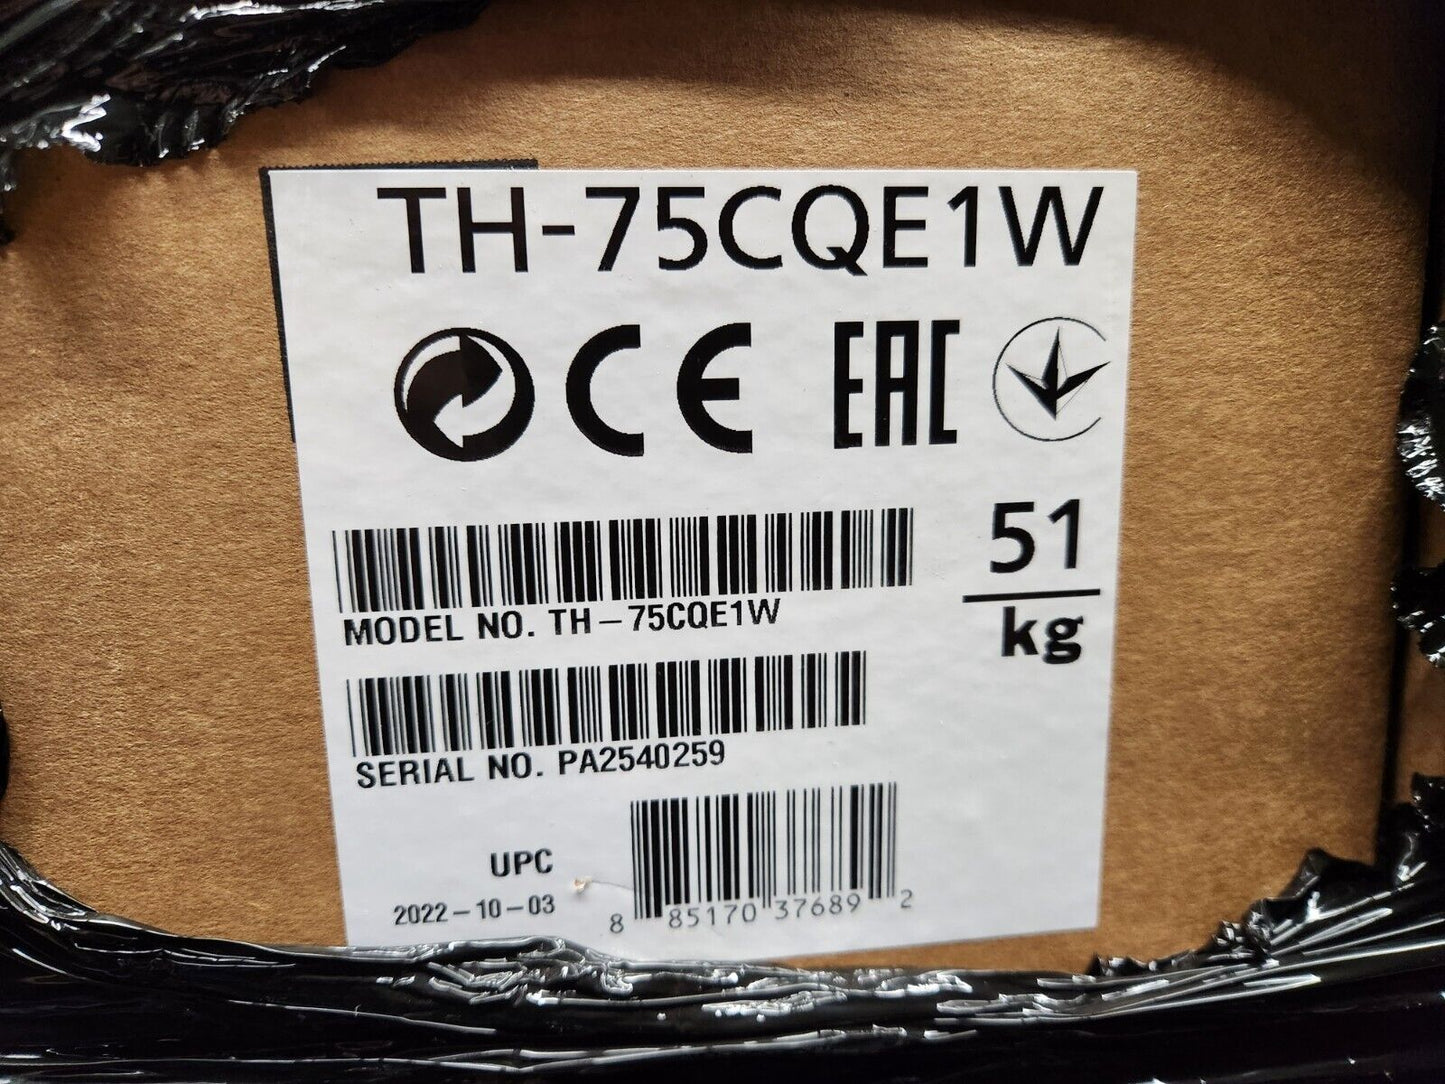 TH-75CQE1W
CE EAC
51
kg
MODEL NO. TH-75CQE1W
SERIAL NO. PA2540259
UPC
2022-10-03
8 85170 37689 2